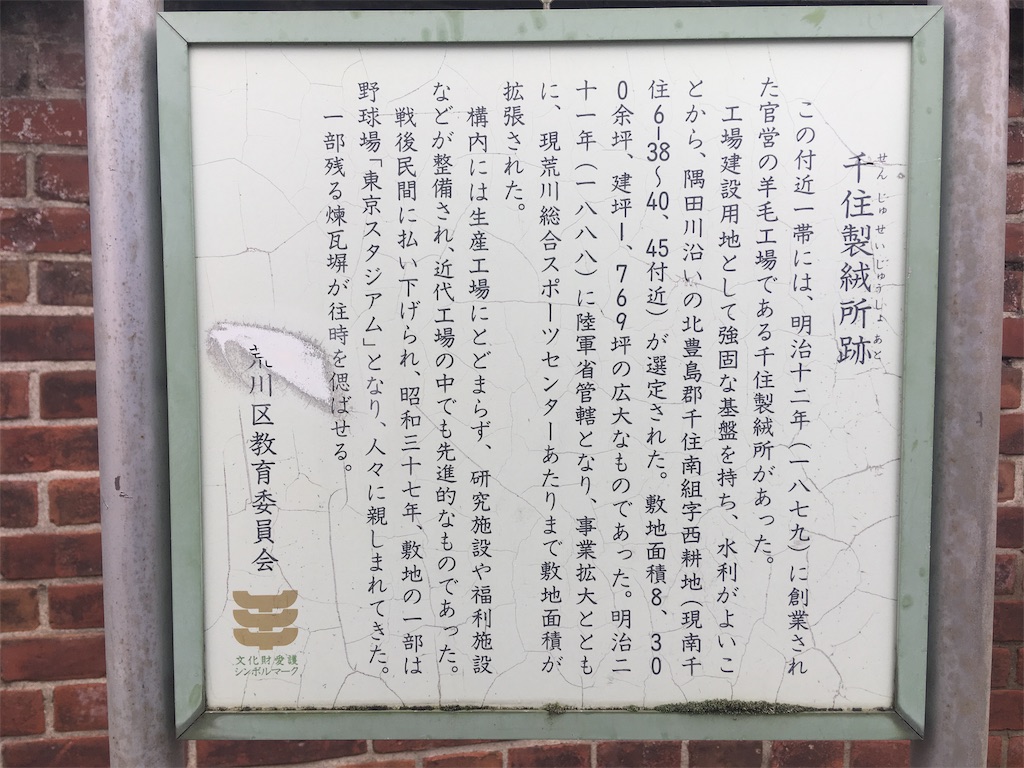 千住製絨所跡
せんじゅせいじゅうしょあと
この付近一帯には、明治十二年（一八七九）に創業され
た官営の羊毛工場である千住製絨所があった。
工場建設用地として強固な基盤を持ち、水利がよいこ
とから、隅田川沿いの北豊島郡千住南組字西耕地（現南千
住6-38〜40、45付近）が選定された。敷地面積8、30
0余坪、建坪1、769坪の広大なものであった。明治二
十一年（一八八八）に陸軍省管轄となり、事業拡大ととも
に、現荒川総合スポーツセンターあたりまで敷地面積が
拡張された。
構内には生産工場にとどまらず、研究施設や福利施設
などが整備され、近代工場の中でも先進的なものであった。
戦後民間に払い下げられ、昭和三十七年、敷地の一部は
野球場「東京スタジアム」となり、人々に親しまれてきた。
一部残る煉瓦塀が往時を偲ばせる。
荒川区教育委員会
文化財愛護
シンボルマーク